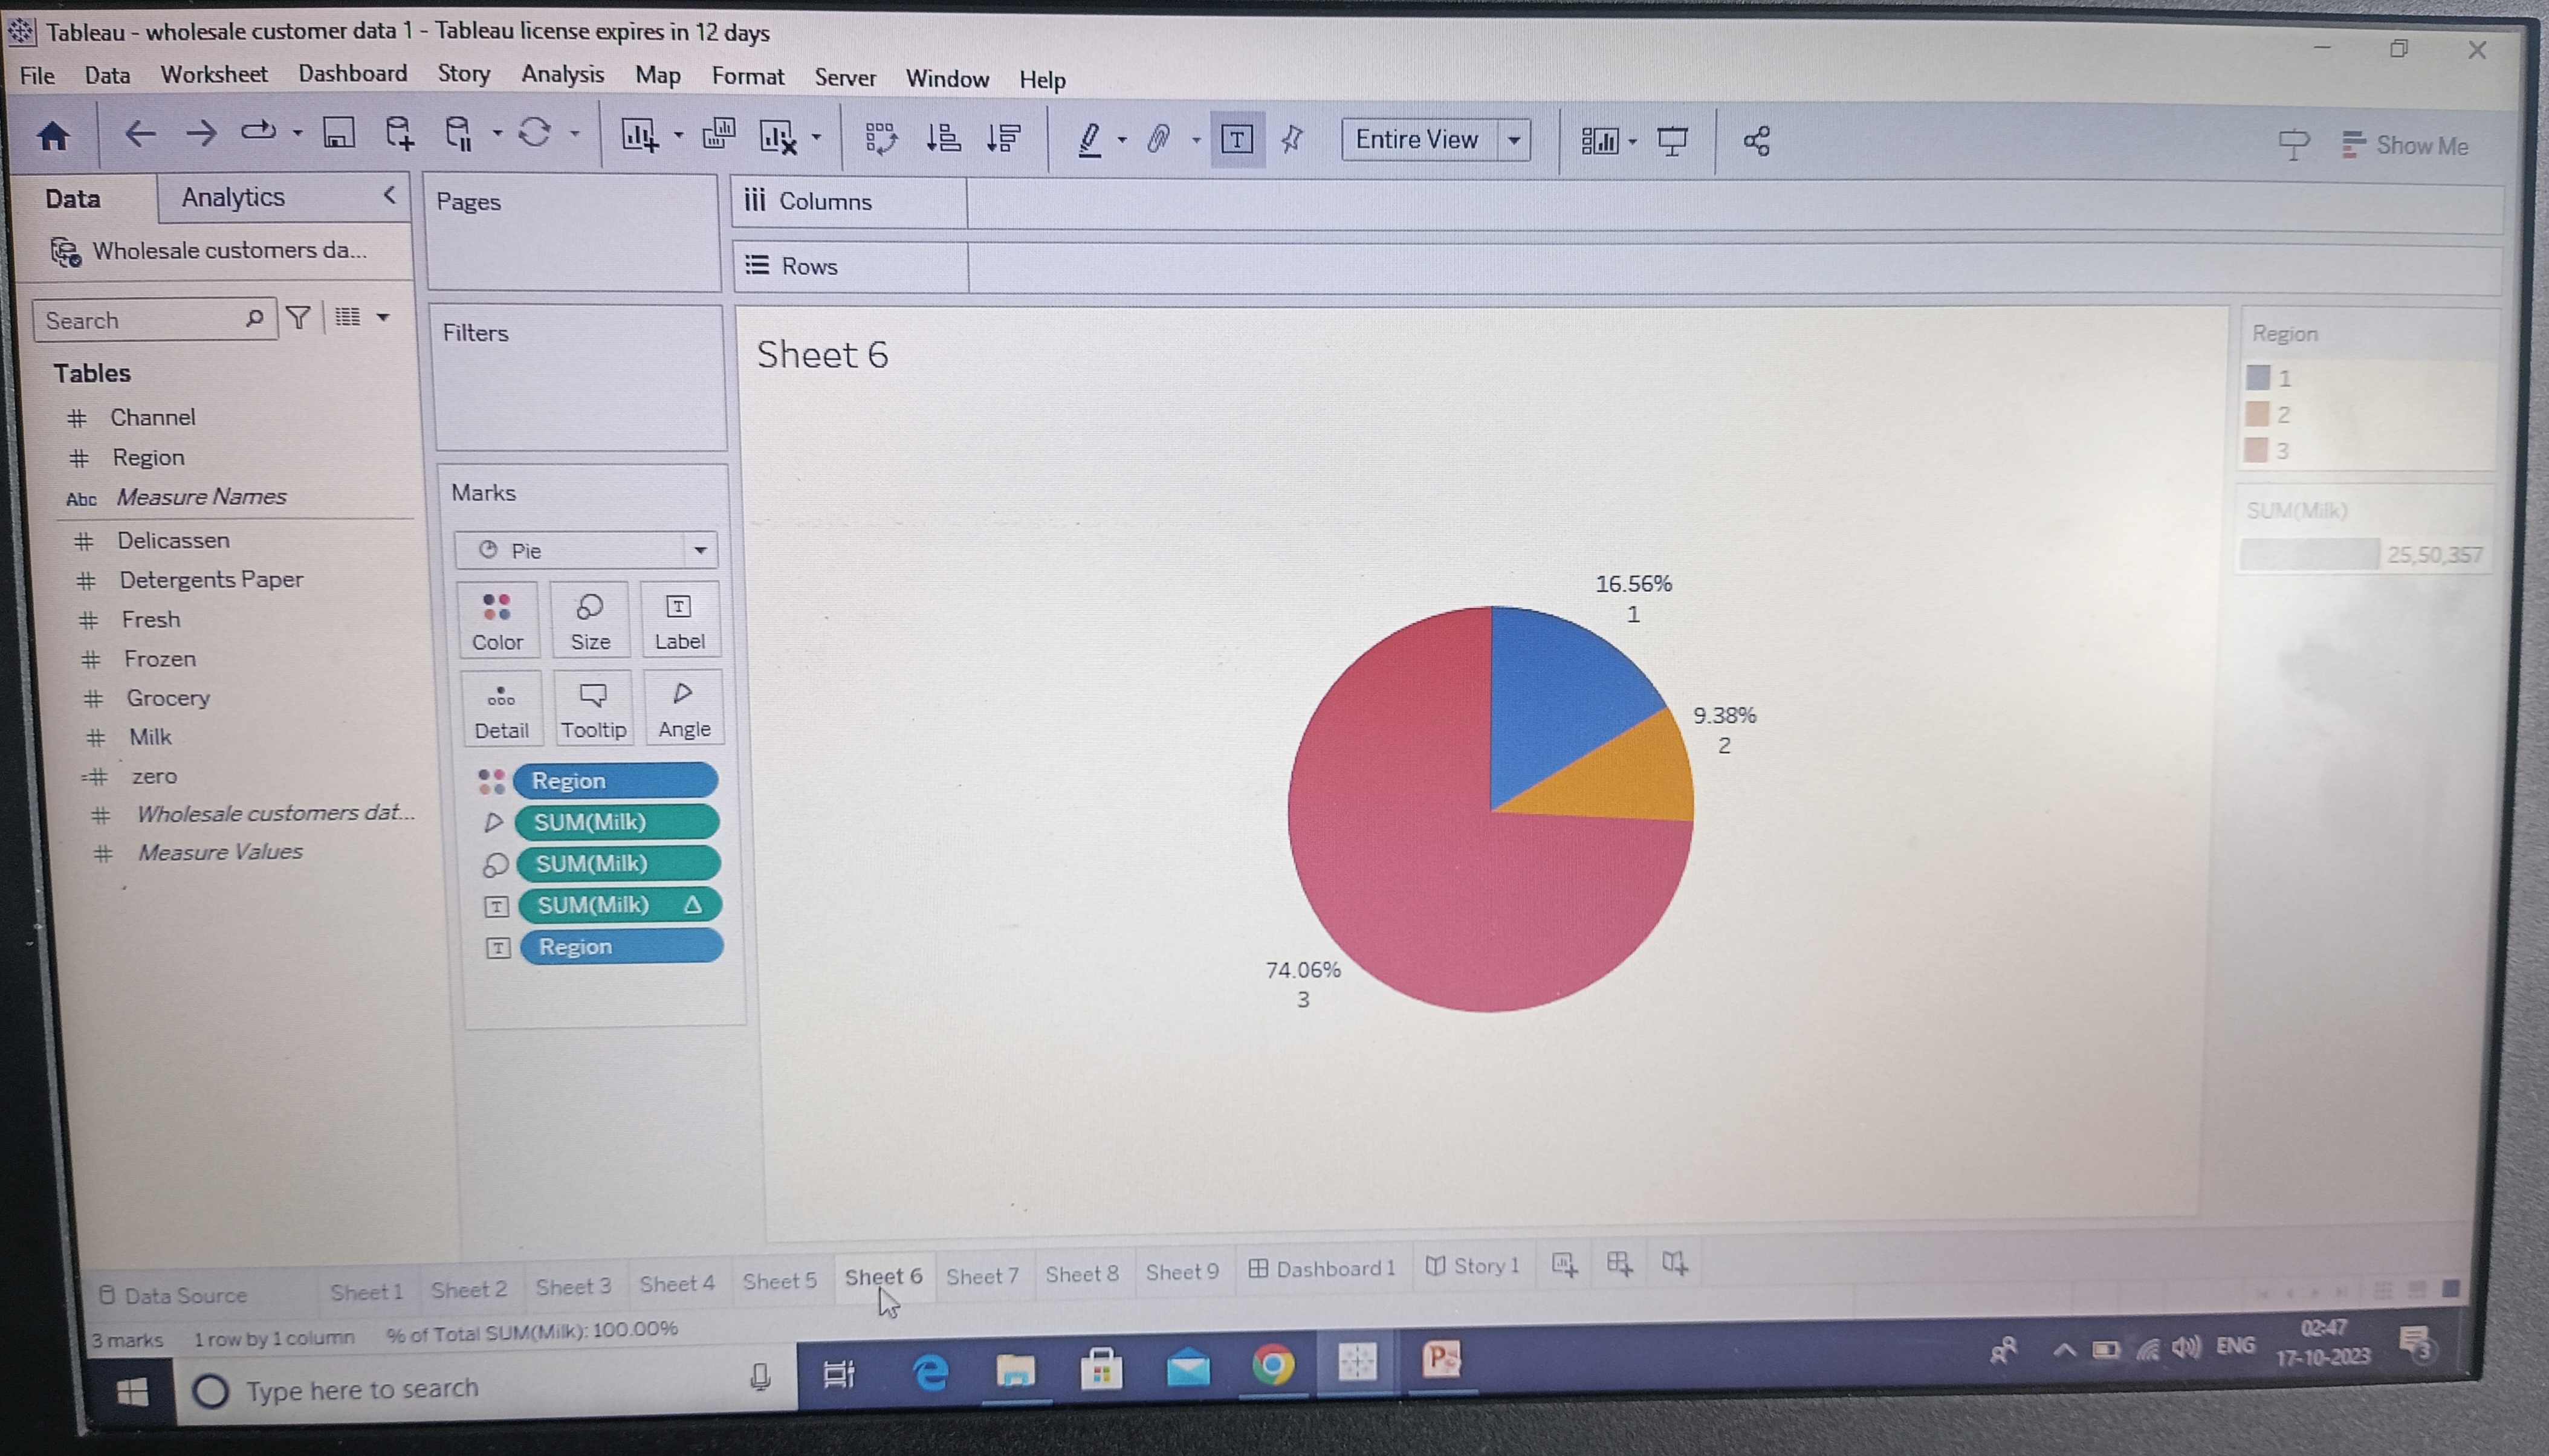 Tableau - wholesale customer data 1 - Tableau license expires in 12 days
File Data Worksheet Dashboard Story Analysis Map Format Server Window Help
Entire View
Show Me
Data Analytics
Wholesale customers da...
Search
Tables
Channel
Region
Abc Measure Names
Delicassen
Detergents Paper
Fresh
Frozen
Grocery
Milk
zero
Wholesale customers dat...
Measure Values
Pages
Filters
Marks
Pie
Color Size Label
Detail Tooltip Angle
Region
SUM(Milk)
SUM(Milk)
SUM(Milk)
Region
Columns
Rows
Sheet 6
16.56%
1
9.38%
2
74.06%
3
Region
1
2
3
SUM(Milk)
25,50,357
Data Source Sheet 1 Sheet 2 Sheet 3 Sheet 4 Sheet 5 Sheet 6 Sheet 7 Sheet 8 Sheet 9 Dashboard 1 Story 1
3 marks 1 row by 1 column % of Total SUM(Milk): 100.00%
Type here to search
ENG
02:47
17-10-2023
3